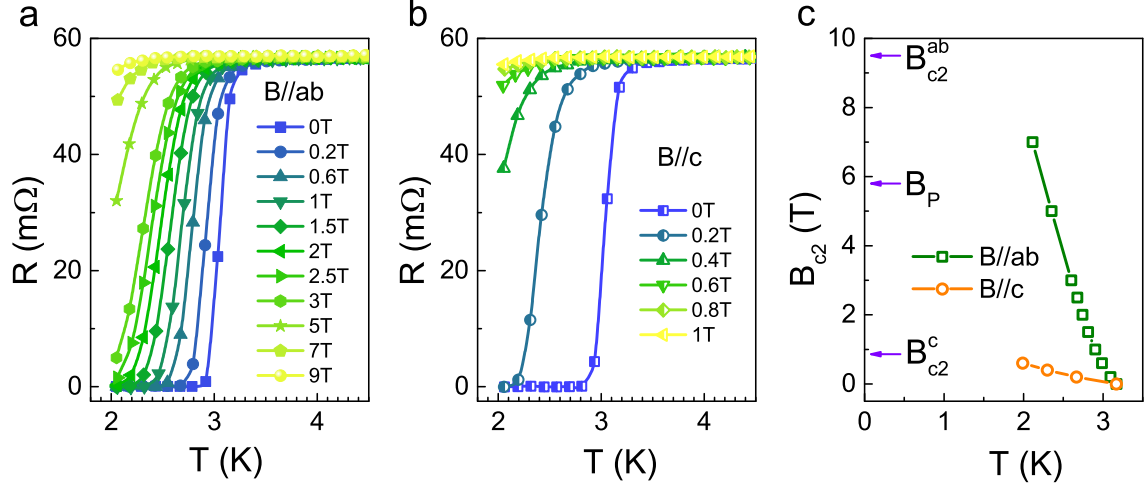 a
60
40
20
0
R (mΩ)
B//ab
0T
0.2T
0.6T
1T
1.5T
2T
2.5T
3T
5T
7T
9T
2
3
4
T (K)
b
60
40
20
0
R (mΩ)
B//c
0T
0.2T
0.4T
0.6T
0.8T
1T
2
3
4
T (K)
c
10
8
6
4
2
0
B_{c2} (T)
B_{c2}^{ab}
B_P
B//ab
B//c
B_{c2}^{c}
0
1
2
3
T (K)